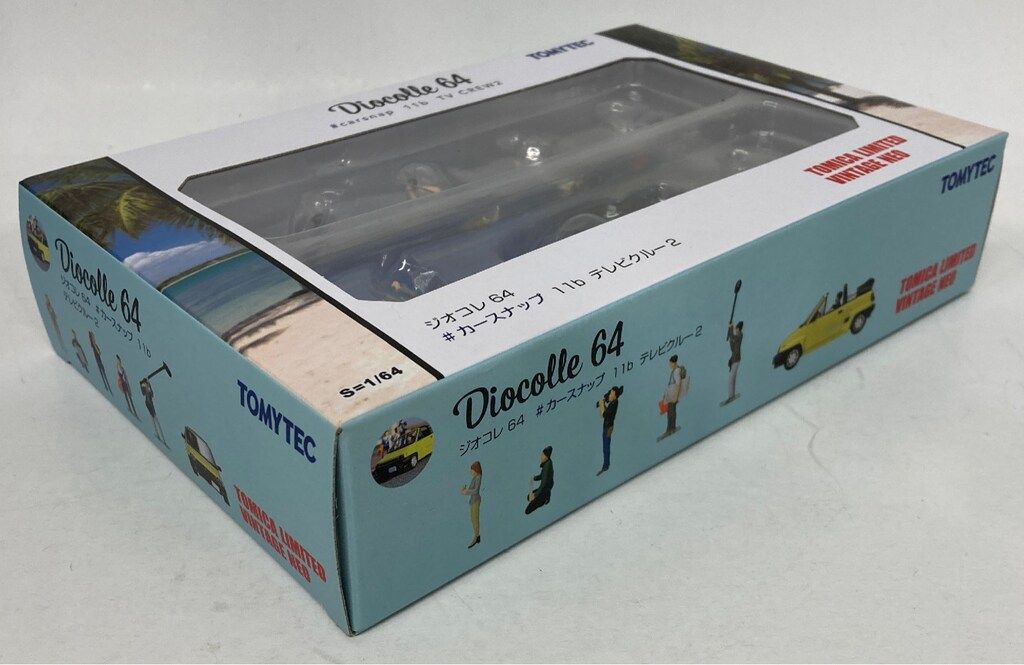 TOMYTEC
Diocolle 64
#carsnap 11b TV CREW2
TOMICA LIMITED
VINTAGE NEO
ジオコレ 64
#カースナップ 11b テレビクルー2
S=1/64
Diocolle 64
ジオコレ 64 #カースナップ 11b
テレビクルー2
TOMYTEC
TOMICA LIMITED
VINTAGE NEO
Diocolle 64
ジオコレ 64 #カースナップ 11b テレビクルー2
TOMYTEC
TOMICA LIMITED
VINTAGE NEO